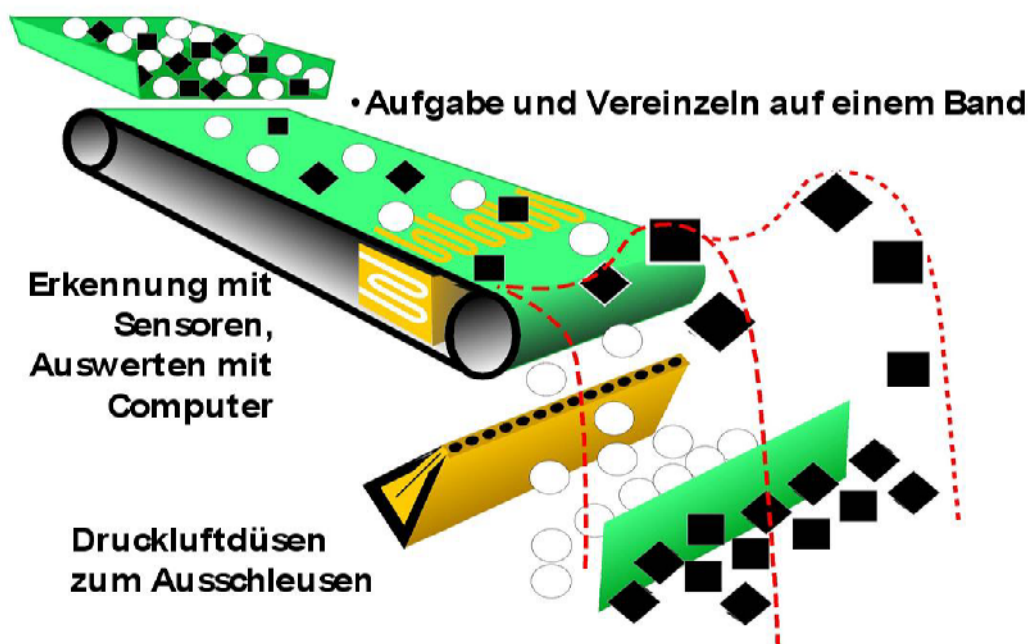 •Aufgabe und Vereinzeln auf einem Band
Erkennung mit
Sensoren,
Auswerten mit
Computer
Druckluftdüsen
zum Ausschleusen